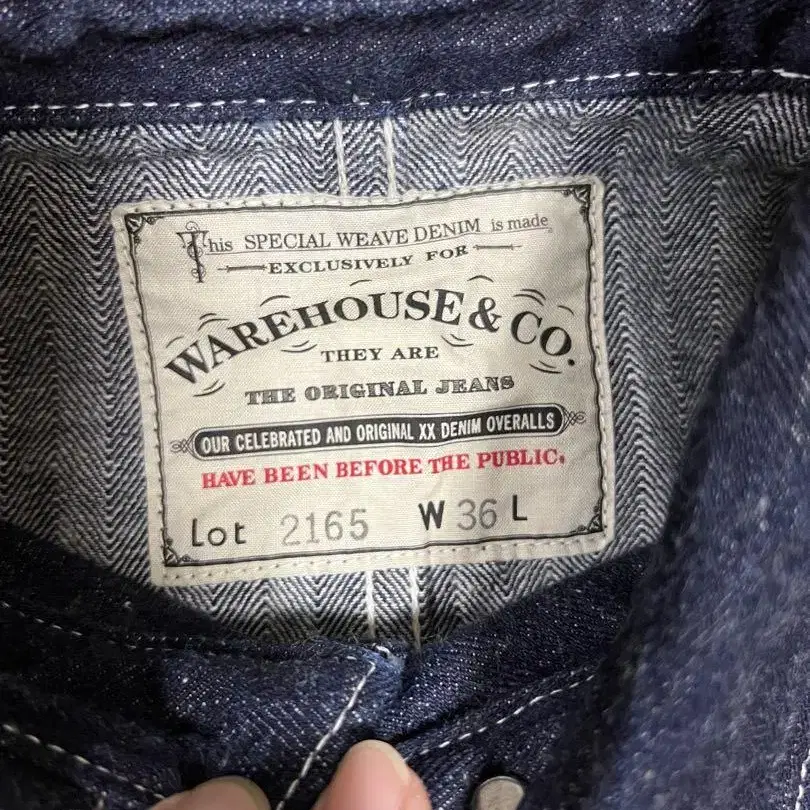 This SPECIAL WEAVE DENIM is made
EXCLUSIVELY FOR
WAREHOUSE & CO.
THEY ARE
THE ORIGINAL JEANS
OUR CELEBRATED AND ORIGINAL XX DENIM OVERALLS
HAVE BEEN BEFORE THE PUBLIC.
Lot 2165 W 36 L